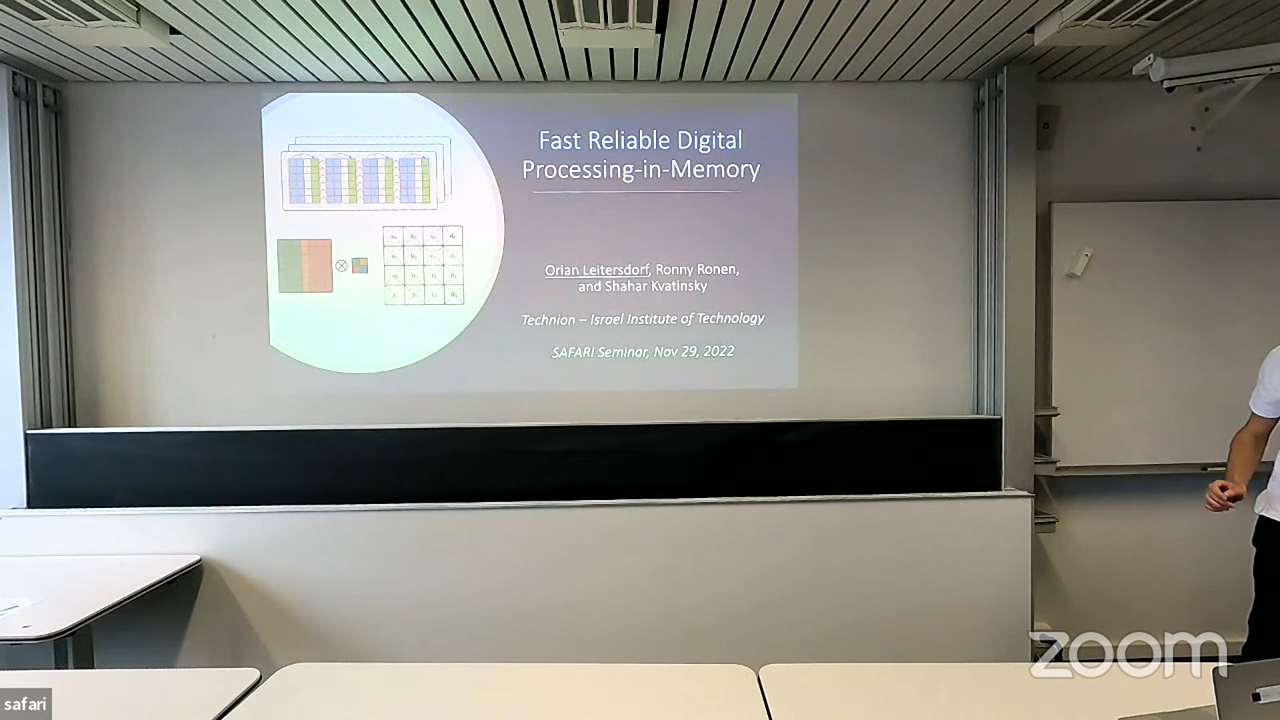 Fast Reliable Digital
Processing-in-Memory
Orian Leitersdorf, Ronny Ronen,
and Shahar Kvatinsky
Technion – Israel Institute of Technology
SAFARI Seminar, Nov 29, 2022
zoom
safari